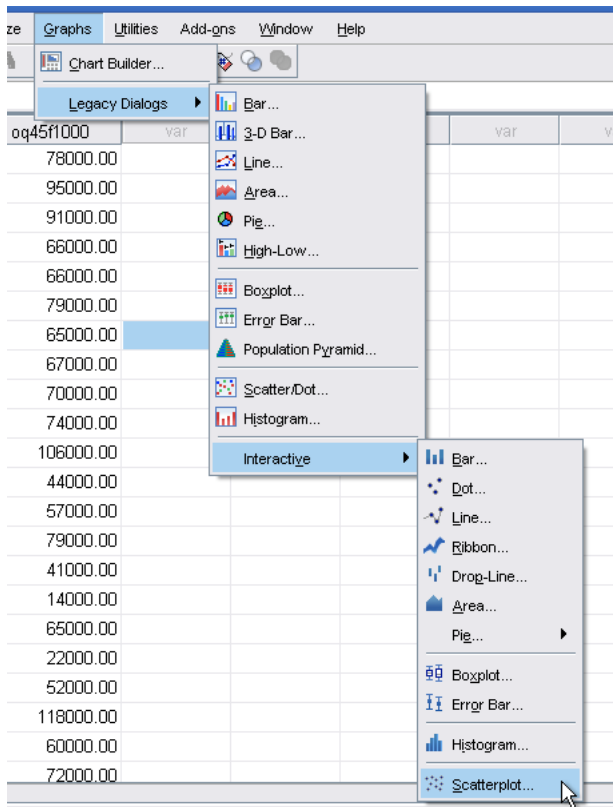 ze Graphs Utilities Add-ons Window Help
Chart Builder...
Legacy Dialogs
Bar...
3-D Bar...
Line...
Area...
Pie...
High-Low...
Boxplot...
Error Bar...
Population Pyramid...
Scatter/Dot...
Histogram...
Interactive
Bar...
Dot...
Line...
Ribbon...
Drop-Line...
Area...
Pie...
Boxplot...
Error Bar...
Histogram...
Scatterplot...
oq45f1000 var var v
78000.00
95000.00
91000.00
66000.00
66000.00
79000.00
65000.00
67000.00
70000.00
74000.00
106000.00
44000.00
57000.00
79000.00
41000.00
14000.00
65000.00
22000.00
52000.00
118000.00
60000.00
72000.00